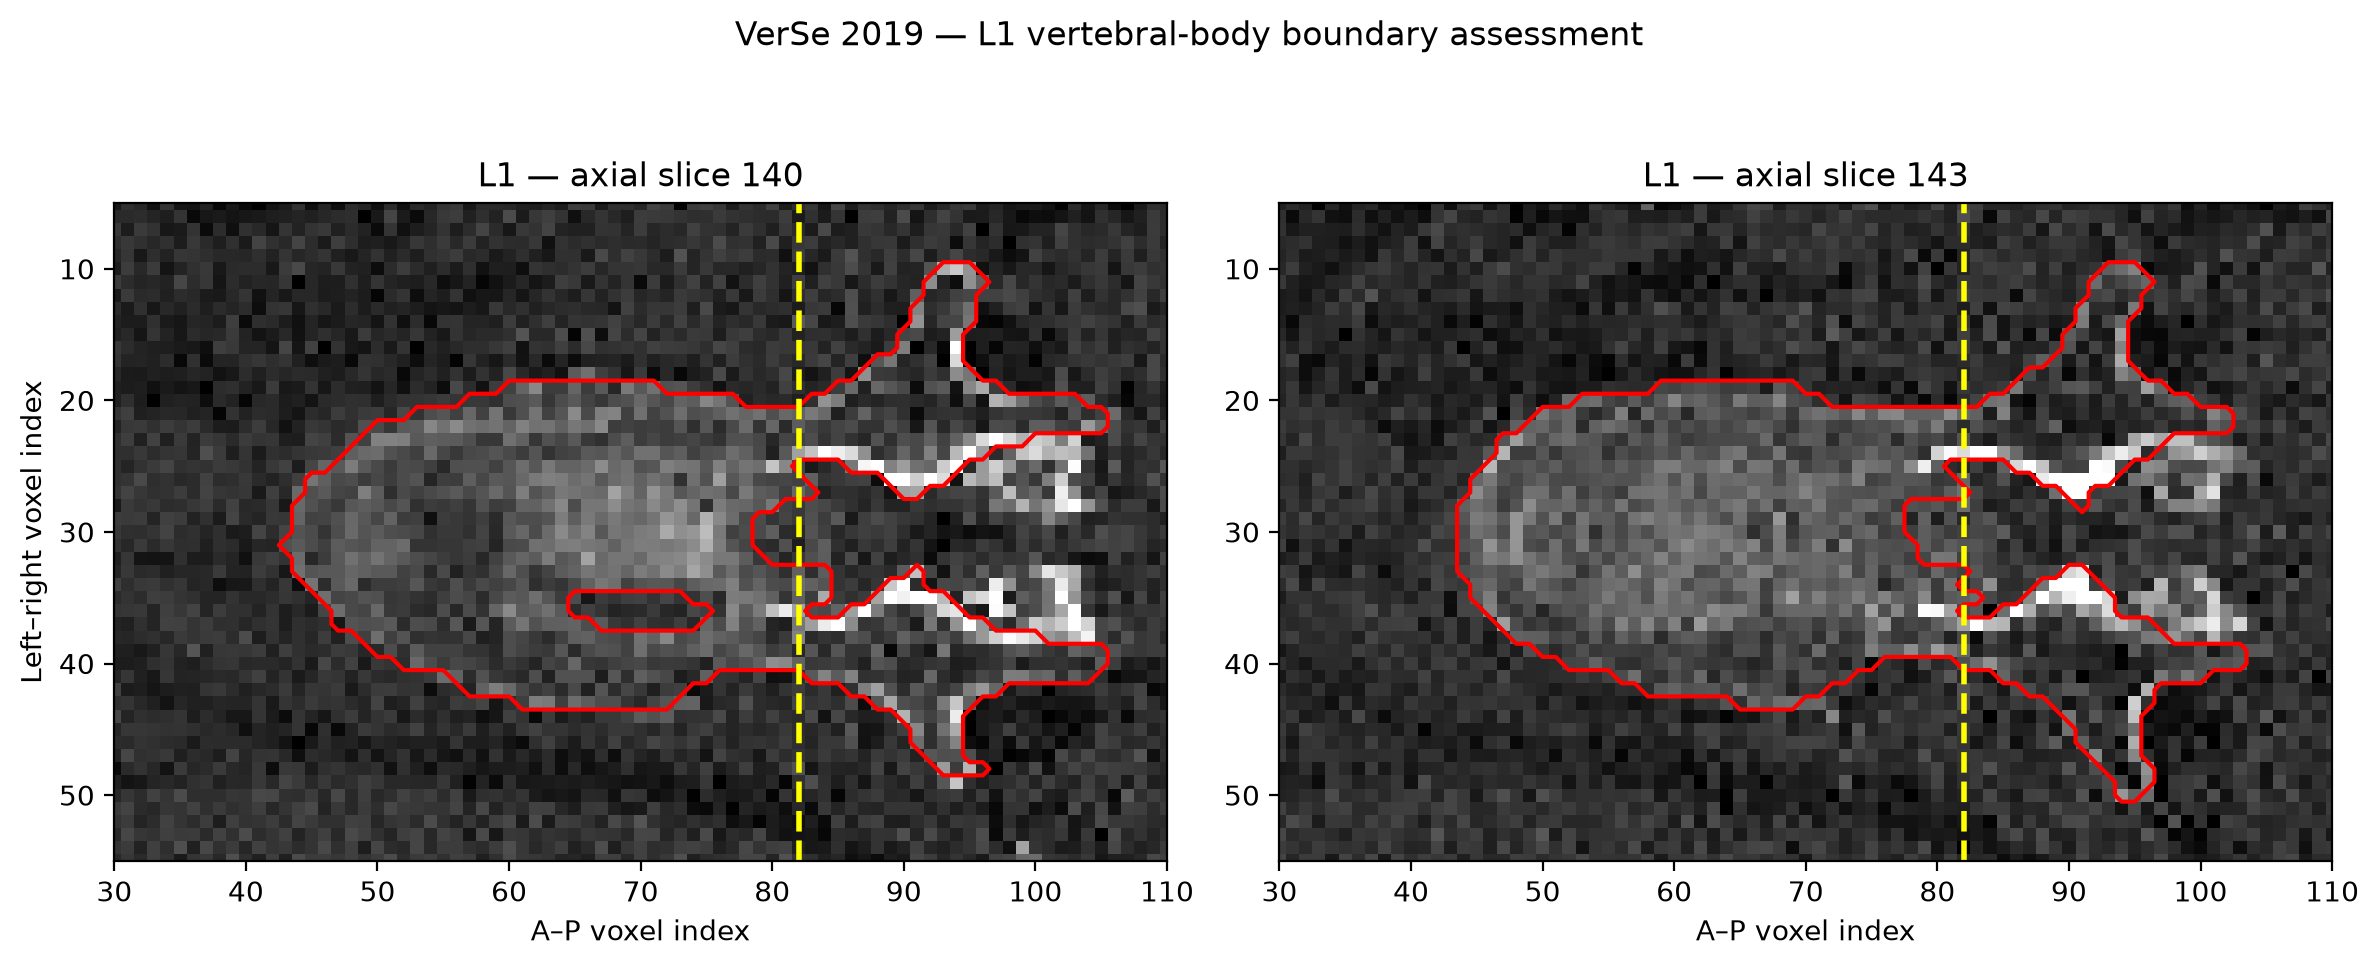 VerSe 2019 — L1 vertebral-body boundary assessment
L1 — axial slice 140
L1 — axial slice 143
Left–right voxel index
10
20
30
40
50
10
20
30
40
50
30 40 50 60 70 80 90 100 110
30 40 50 60 70 80 90 100 110
A–P voxel index
A–P voxel index